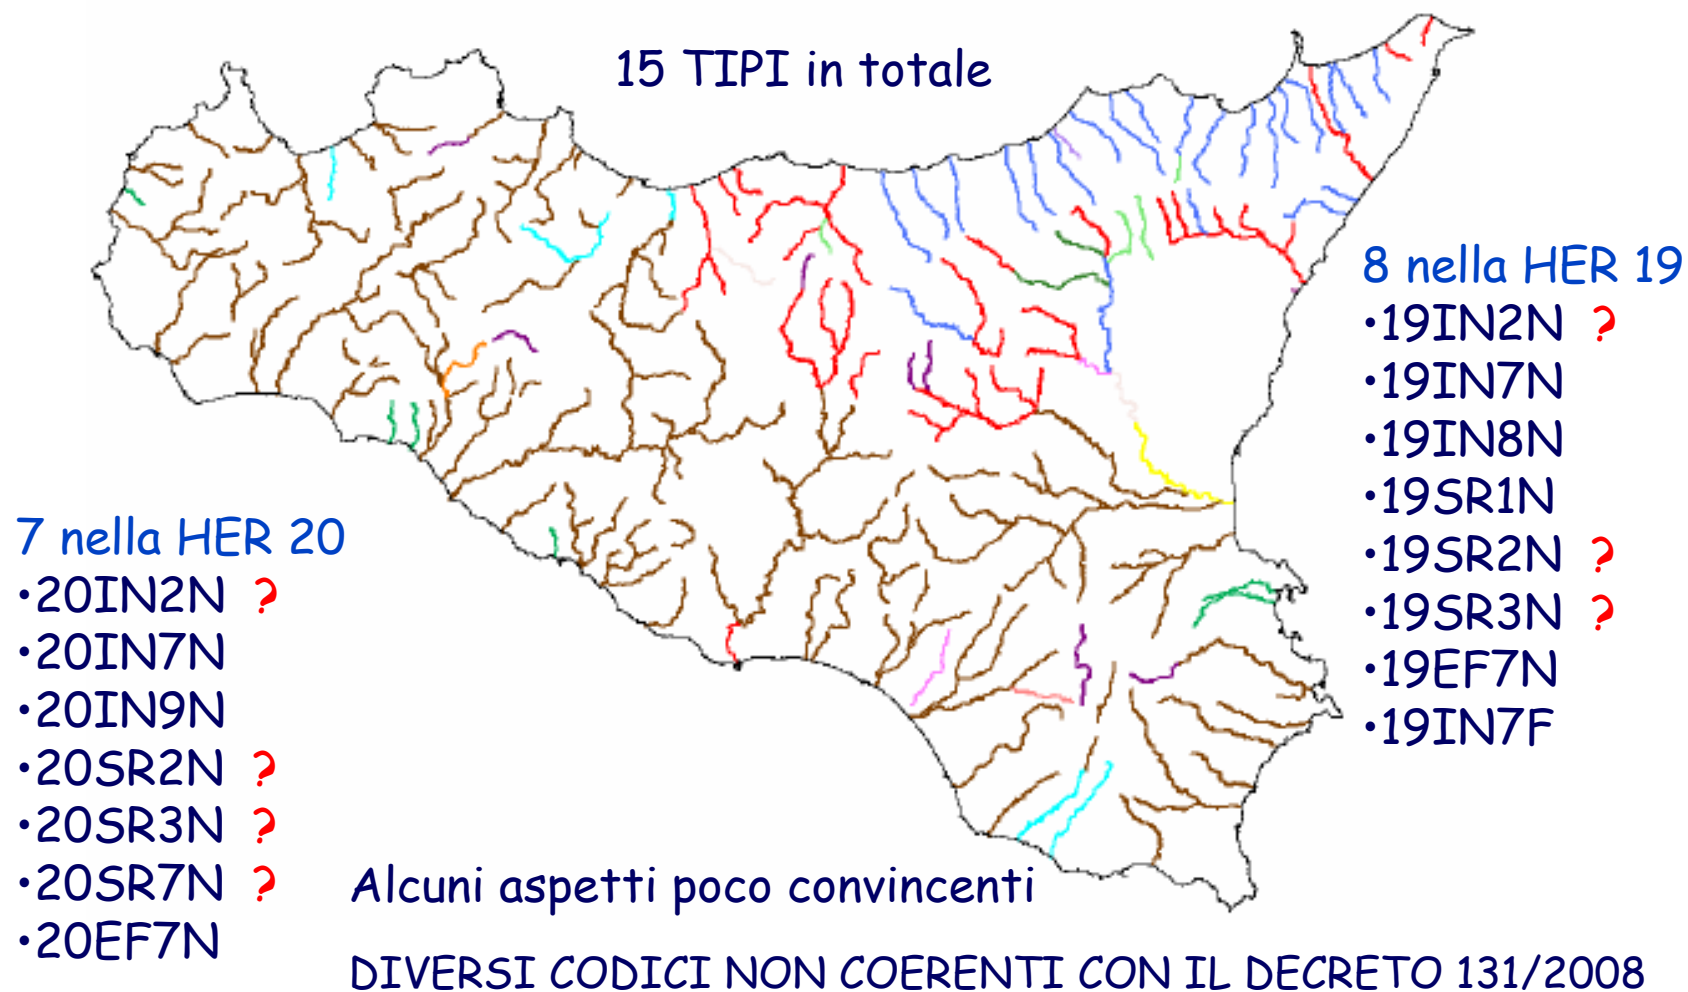 15 TIPI in totale
8 nella HER 19
•19IN2N ?
•19IN7N
•19IN8N
•19SR1N
•19SR2N ?
•19SR3N ?
•19EF7N
•19IN7F
7 nella HER 20
•20IN2N ?
•20IN7N
•20IN9N
•20SR2N ?
•20SR3N ?
•20SR7N ?
•20EF7N
Alcuni aspetti poco convincenti
DIVERSI CODICI NON COERENTI CON IL DECRETO 131/2008